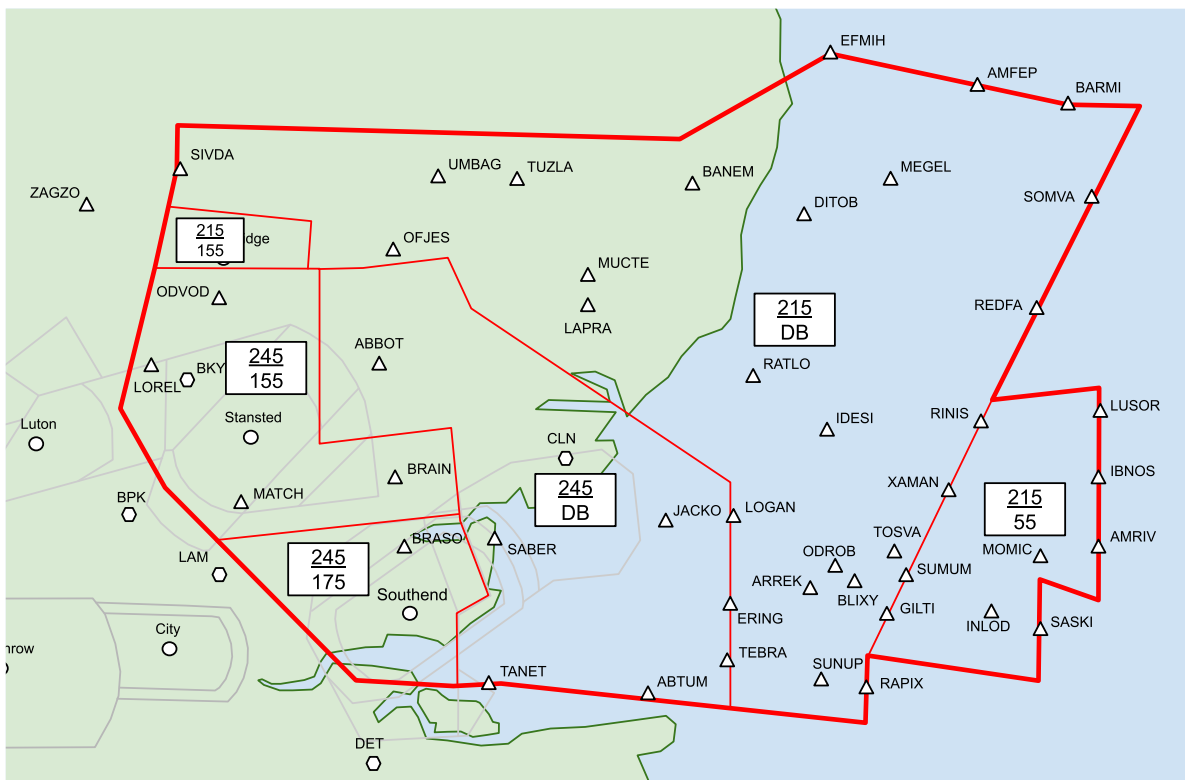 EFMIH
AMFEP
BARMI
SIVDA
UMBAG
TUZLA
BANEM
MEGEL
ZAGZO
SOMVA
DITOB
215
155
dge
OFJES
MUCTE
ODVOD
LAPRA
REDFA
215
DB
ABBOT
245
155
BKY
LOREL
RATLO
Stansted
Luton
RINIS
LUSOR
IDESI
CLN
BRAIN
IBNOS
XAMAN
MATCH
BPK
245
DB
215
55
JACKO
LOGAN
BRASO
SABER
TOSVA
AMRIV
MOMIC
LAM
245
175
ODROB
SUMUM
ARREK
BLIXY
Southend
ERING
GILTI
INLOD
SASKI
City
hrow
TEBRA
TANET
SUNUP
ABTUM
RAPIX
DET